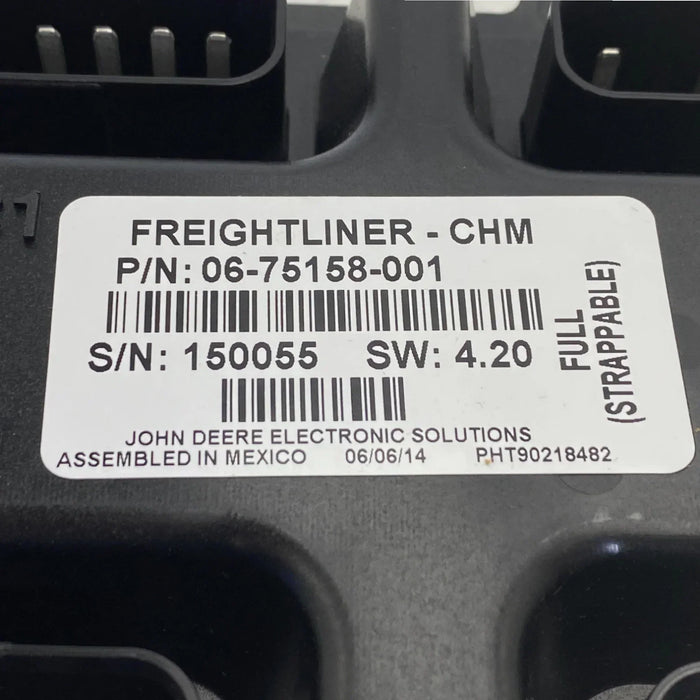 FREIGHTLINER - CHM
P/N: 06-75158-001
S/N: 150055 SW: 4.20
JOHN DEERE ELECTRONIC SOLUTIONS
ASSEMBLED IN MEXICO 06/06/14 PHT90218482
FULL
(STRAPPABLE)